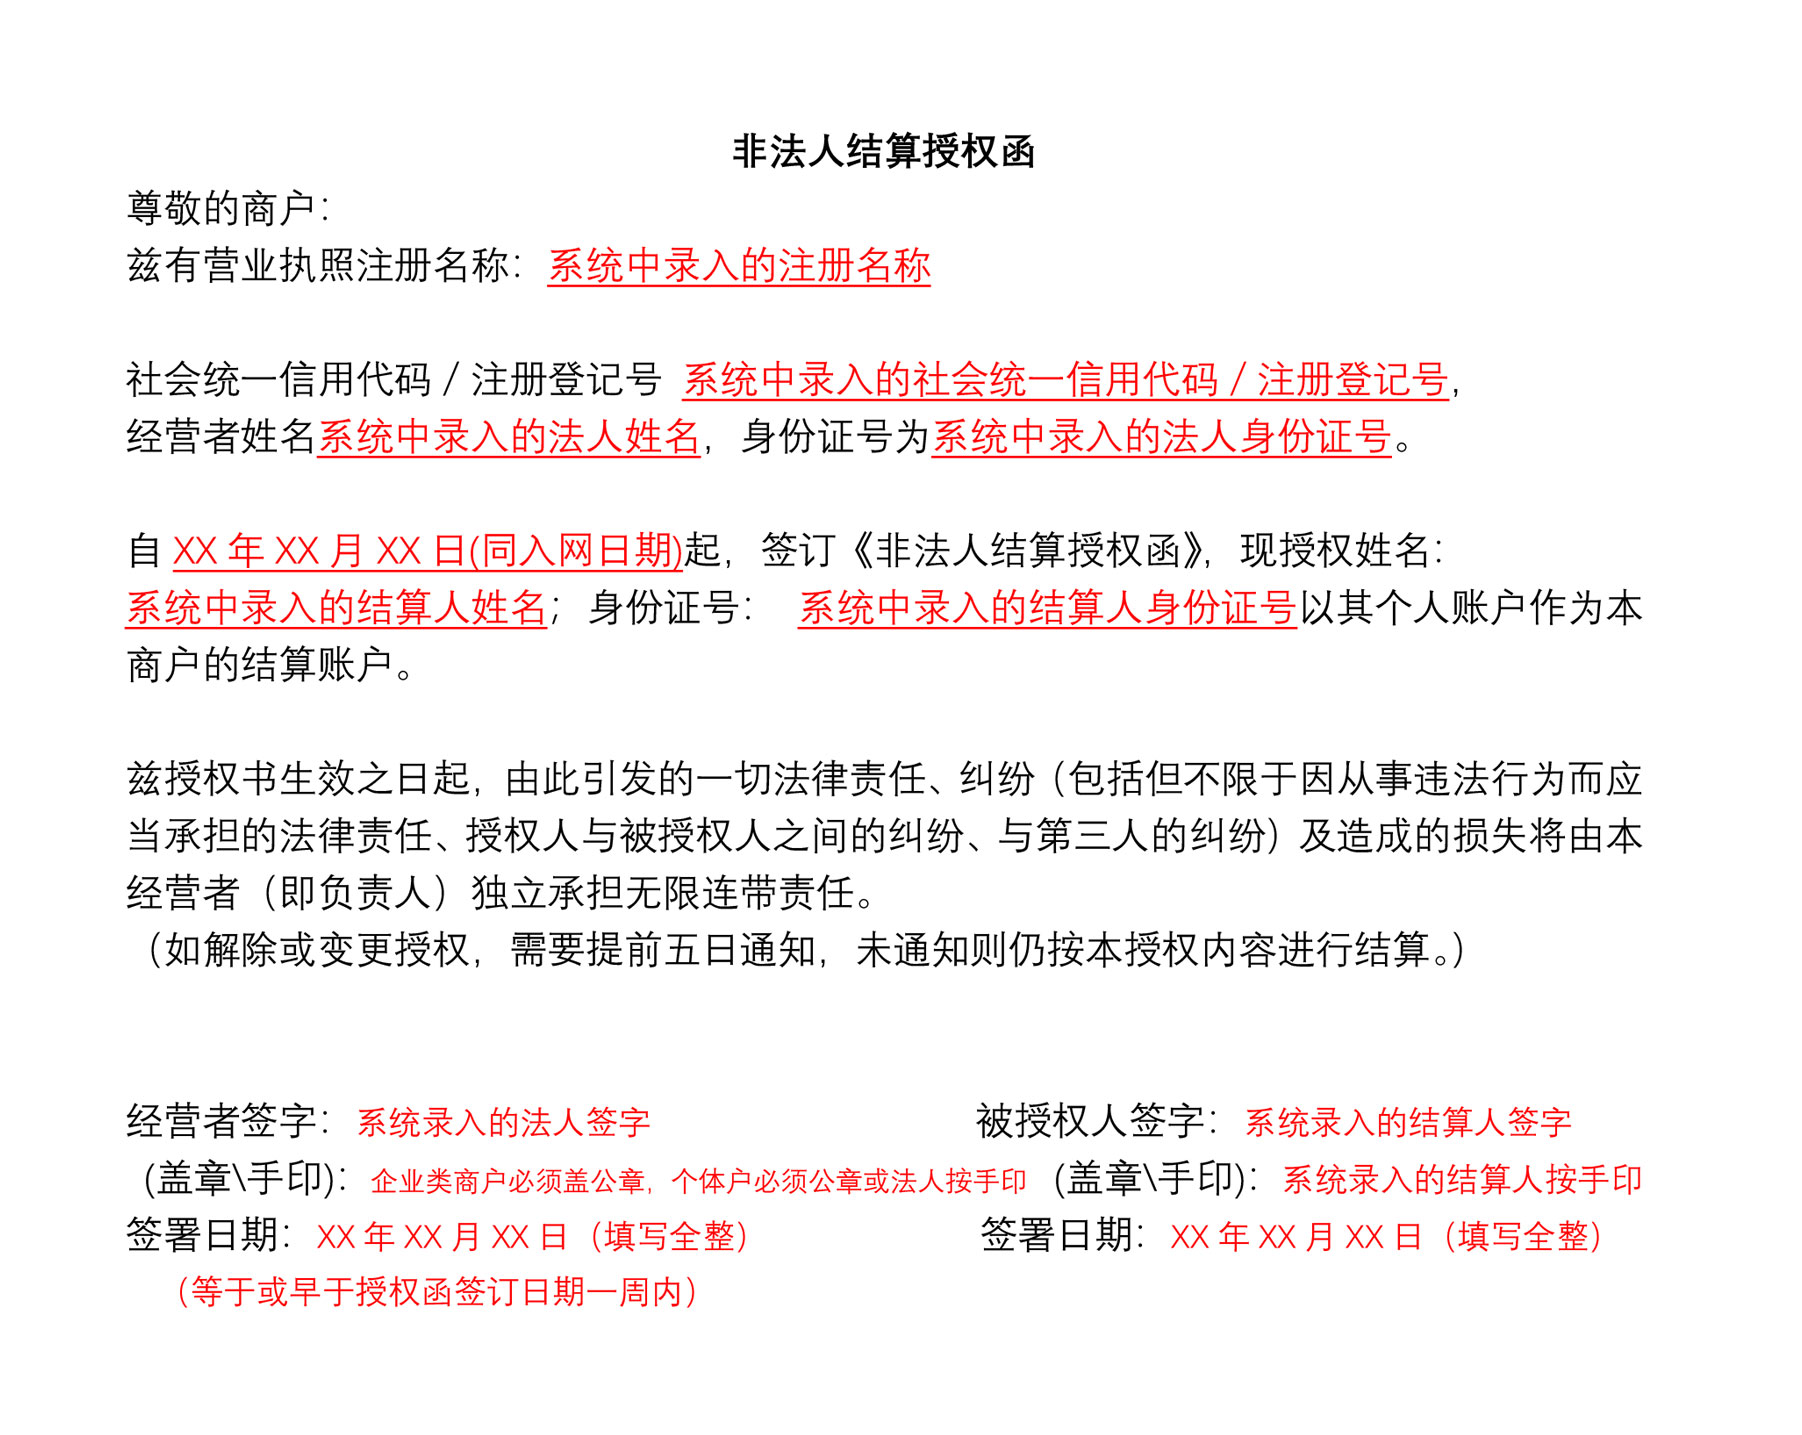 非法人结算授权函
尊敬的商户：
兹有营业执照注册名称：系统中录入的注册名称
社会统一信用代码 / 注册登记号 系统中录入的社会统一信用代码 / 注册登记号，
经营者姓名系统中录入的法人姓名，身份证号为系统中录入的法人身份证号。
自 XX 年 XX 月 XX 日(同入网日期)起，签订《非法人结算授权函》，现授权姓名：
系统中录入的结算人姓名；身份证号： 系统中录入的结算人身份证号以其个人账户作为本
商户的结算账户。
兹授权书生效之日起，由此引发的一切法律责任、纠纷（包括但不限于因从事违法行为而应
当承担的法律责任、授权人与被授权人之间的纠纷、与第三人的纠纷）及造成的损失将由本
经营者（即负责人）独立承担无限连带责任。
（如解除或变更授权，需要提前五日通知，未通知则仍按本授权内容进行结算。）
经营者签字：系统录入的法人签字 被授权人签字：系统录入的结算人签字
(盖章\手印)：企业类商户必须盖公章，个体户必须公章或法人按手印 (盖章\手印)：系统录入的结算人按手印
签署日期：XX 年 XX 月 XX 日（填写全整） 签署日期：XX 年 XX 月 XX 日（填写全整）
（等于或早于授权函签订日期一周内）